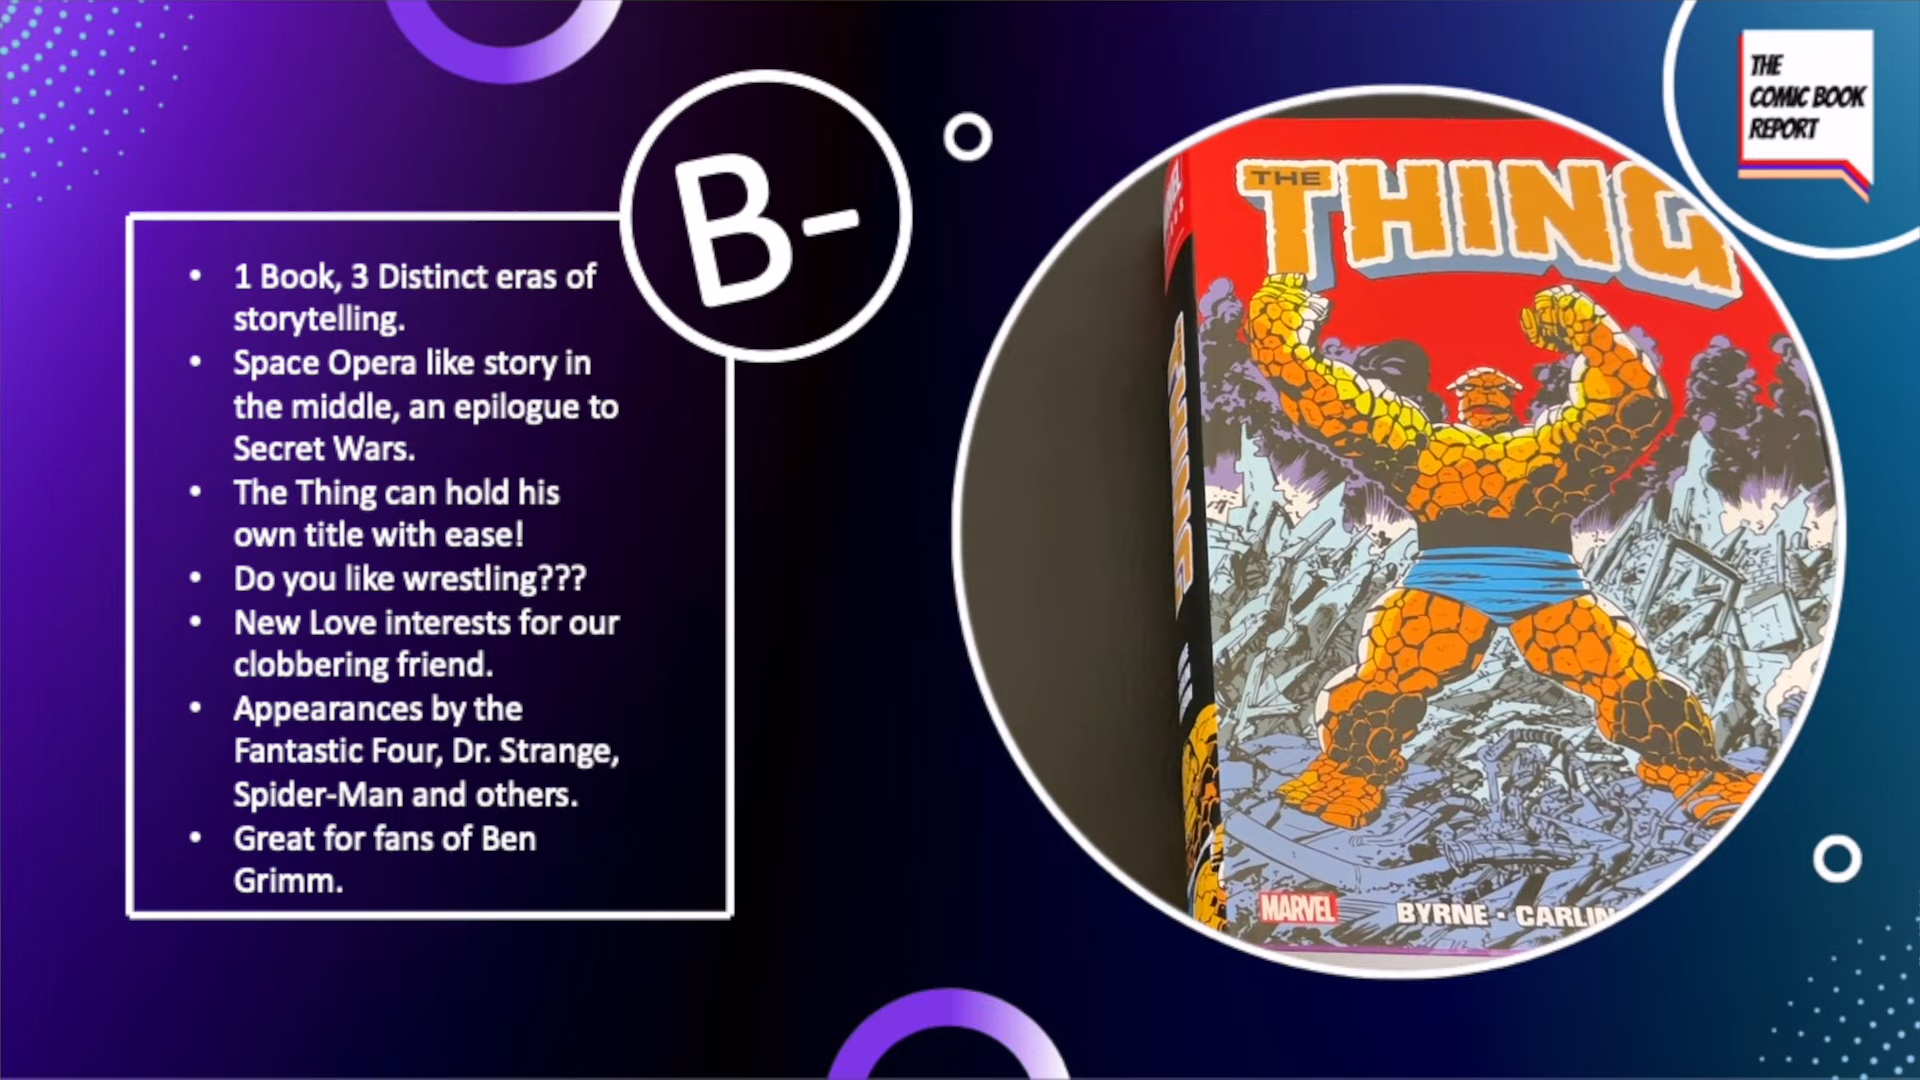 B-
• 1 Book, 3 Distinct eras of
storytelling.
• Space Opera like story in
the middle, an epilogue to
Secret Wars.
• The Thing can hold his
own title with ease!
• Do you like wrestling???
• New Love interests for our
clobbering friend.
• Appearances by the
Fantastic Four, Dr. Strange,
Spider-Man and others.
• Great for fans of Ben
Grimm.
THE
COMIC BOOK
REPORT
THE
THING
THING
MARVEL
BYRNE · CARLIN